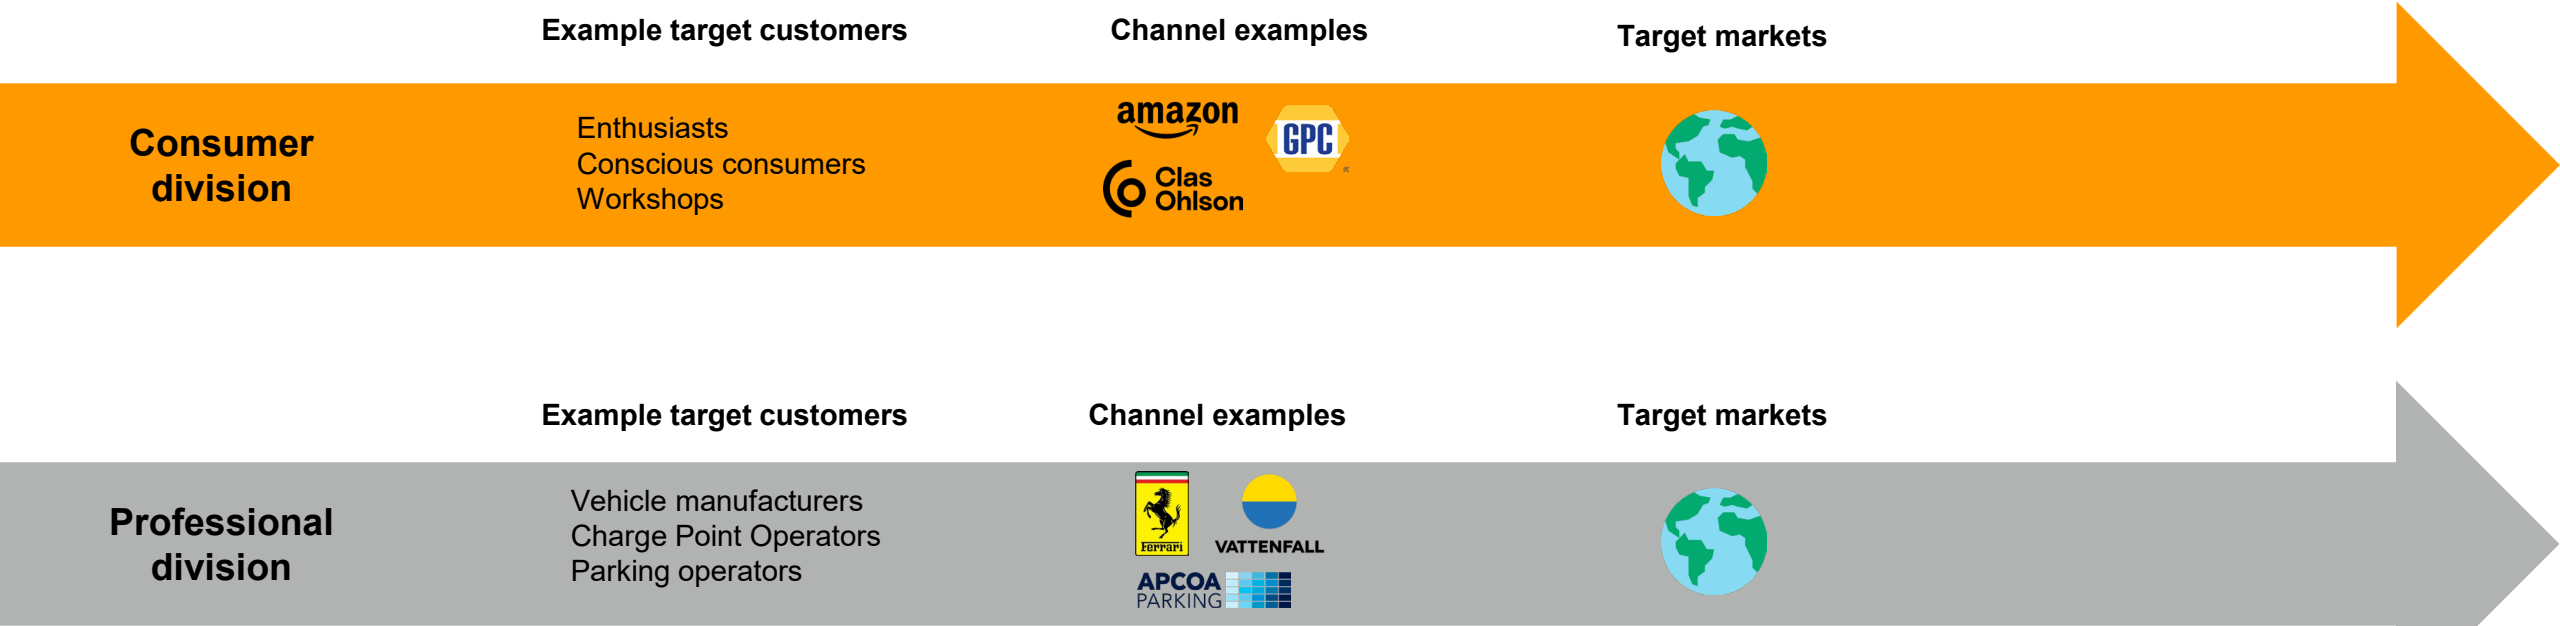 Example target customers
Channel examples
Target markets
Consumer
division
Enthusiasts
Conscious consumers
Workshops
amazon
GPC
®
Clas
Ohlson
Example target customers
Channel examples
Target markets
Professional
division
Vehicle manufacturers
Charge Point Operators
Parking operators
Ferrari
VATTENFALL
APCOA
PARKING